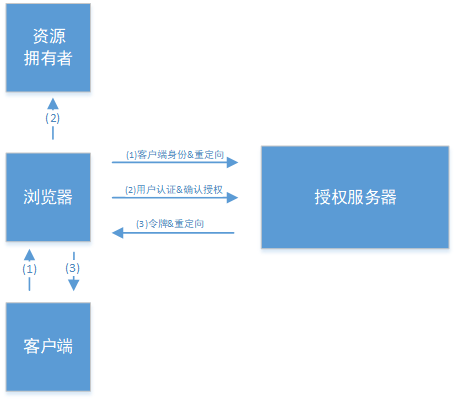 资源
拥有者
(2)
(1)客户端身份&重定向
浏览器
(2)用户认证&确认授权
授权服务器
(3)令牌&重定向
(1)
(3)
客户端